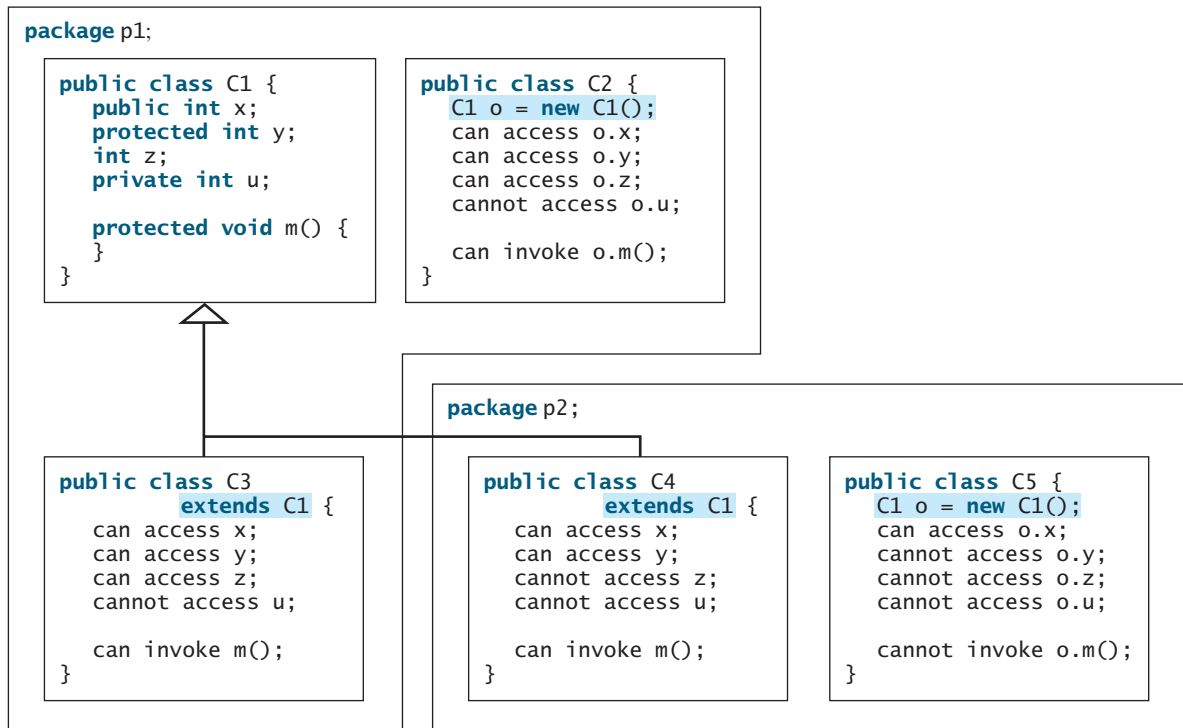 package p1;
public class C1 {
public int x;
protected int y;
int z;
private int u;
protected void m() {
}
}
public class C2 {
C1 o = new C1();
can access o.x;
can access o.y;
can access o.z;
cannot access o.u;
can invoke o.m();
}
public class C3
extends C1 {
can access x;
can access y;
can access z;
cannot access u;
can invoke m();
}
package p2;
public class C4
extends C1 {
can access x;
can access y;
cannot access z;
cannot access u;
can invoke m();
}
public class C5 {
C1 o = new C1();
can access o.x;
cannot access o.y;
cannot access o.z;
cannot access o.u;
cannot invoke o.m();
}